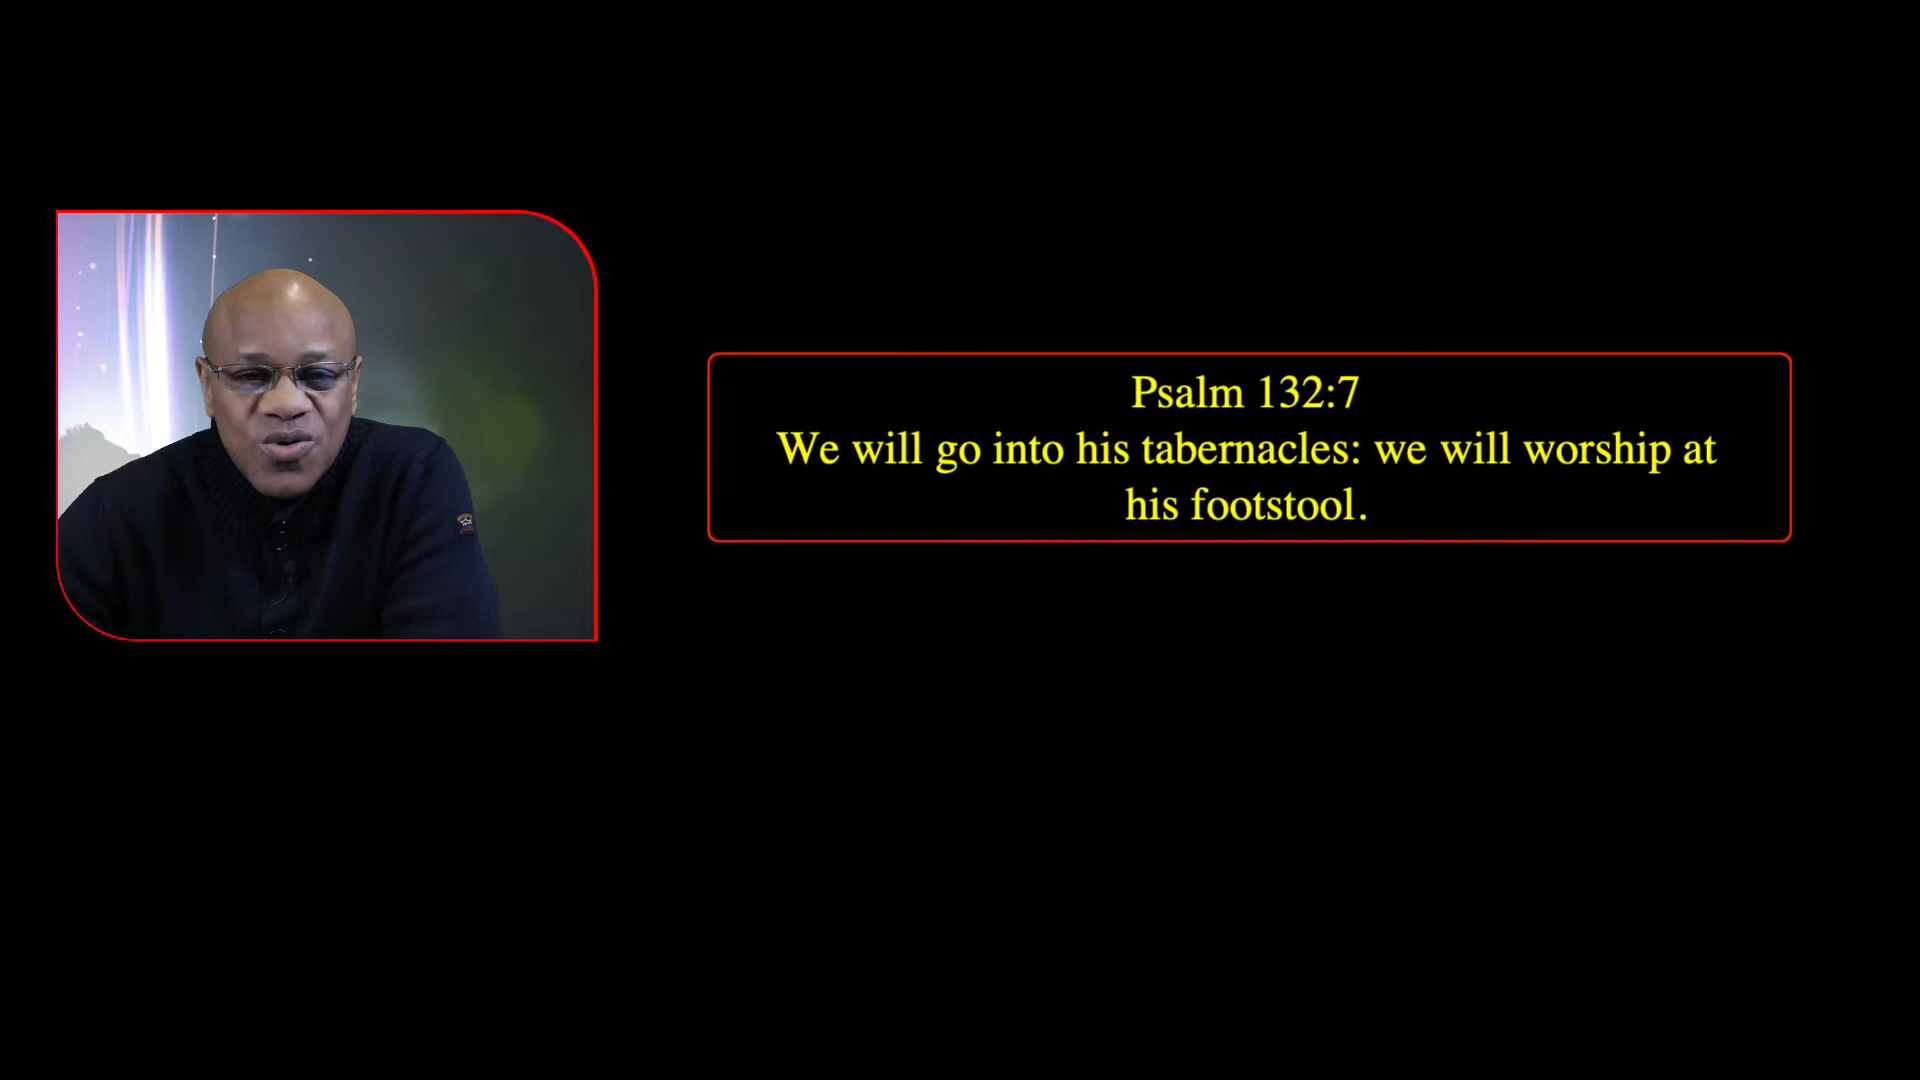 Psalm 132:7
We will go into his tabernacles: we will worship at
his footstool.